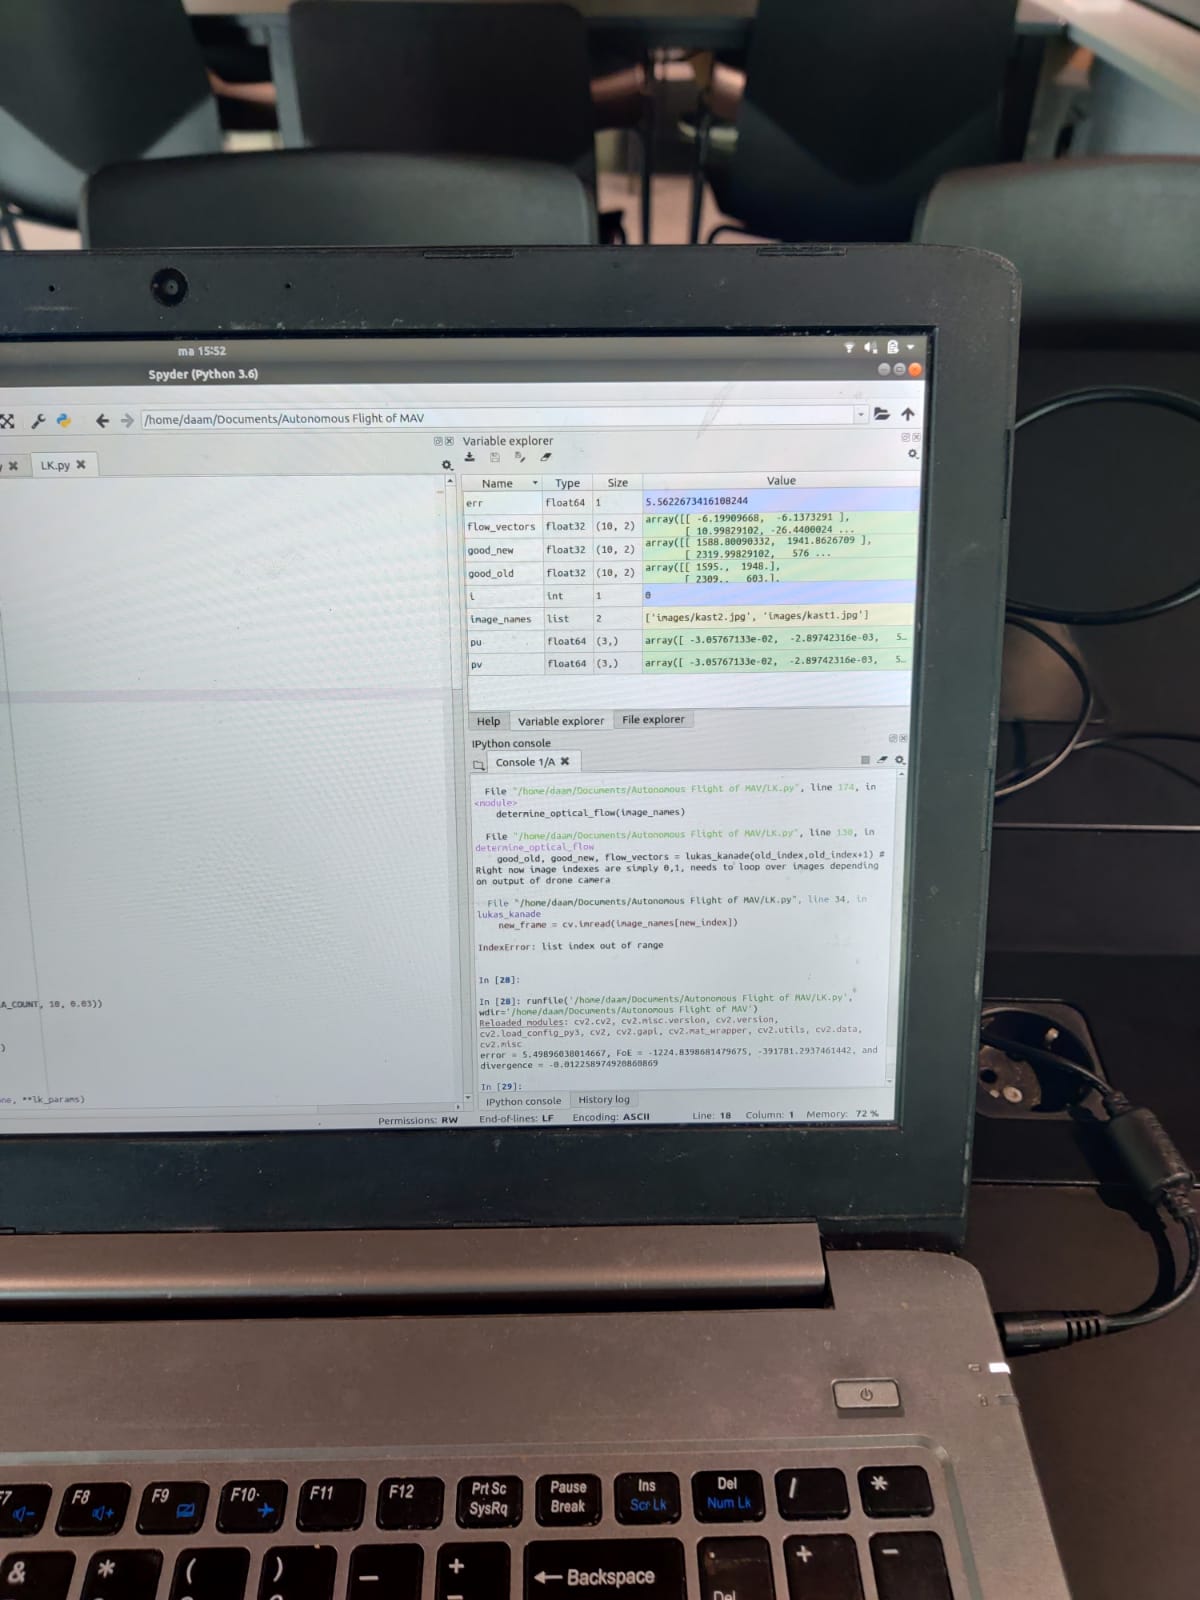 ma 15:52
Spyder (Python 3.6)
/home/daam/Documents/Autonomous Flight of MAV
LK.py
A_COUNT, 10, 0.03))
)
ne, **lk_params)
Variable explorer
Name Type Size Value
err float64 1 5.5622673416108244
flow_vectors float32 (10, 2) array([[ -6.19909668, -6.1373291 ],
[ 10.99829102, -26.4400024 ...
good_new float32 (10, 2) array([[ 1588.80090332, 1941.8626709 ],
[ 2319.99829102, 576 ...
good_old float32 (10, 2) array([[ 1595., 1948.],
[ 2309., 603.],
i int 1 0
image_names list 2 ['images/kast2.jpg', 'images/kast1.jpg']
pu float64 (3,) array([ -3.05767133e-02, -2.89742316e-03, 5…
pv float64 (3,) array([ -3.05767133e-02, -2.89742316e-03, 5…
Help Variable explorer File explorer
IPython console
Console 1/A
File "/home/daam/Documents/Autonomous Flight of MAV/LK.py", line 174, in
<module>
determine_optical_flow(image_names)
File "/home/daam/Documents/Autonomous Flight of MAV/LK.py", line 130, in
determine_optical_flow
good_old, good_new, flow_vectors = lukas_kanade(old_index,old_index+1) #
Right now image indexes are simply 0,1, needs to loop over images depending
on output of drone camera
File "/home/daam/Documents/Autonomous Flight of MAV/LK.py", line 34, in
lukas_kanade
new_frame = cv.imread(image_names[new_index])
IndexError: list index out of range
In [28]:
In [28]: runfile('/home/daam/Documents/Autonomous Flight of MAV/LK.py',
wdir='/home/daam/Documents/Autonomous Flight of MAV')
Reloaded modules: cv2.cv2, cv2.misc.version, cv2.version,
cv2.load_config_py3, cv2, cv2.gapi, cv2.mat_wrapper, cv2.utils, cv2.data,
cv2.misc
error = 5.49896038014667, FoE = -1224.8398681479675, -391781.2937461442, and
divergence = -0.012258974920860869
In [29]:
IPython console History log
Permissions: RW End-of-lines: LF Encoding: ASCII Line: 18 Column: 1 Memory: 72 %
F7 F8 F9 F10 F11 F12 Prt Sc SysRq Pause Break Ins Scr Lk Del Num Lk / *
& * ( ) – + = ← Backspace . Del + –